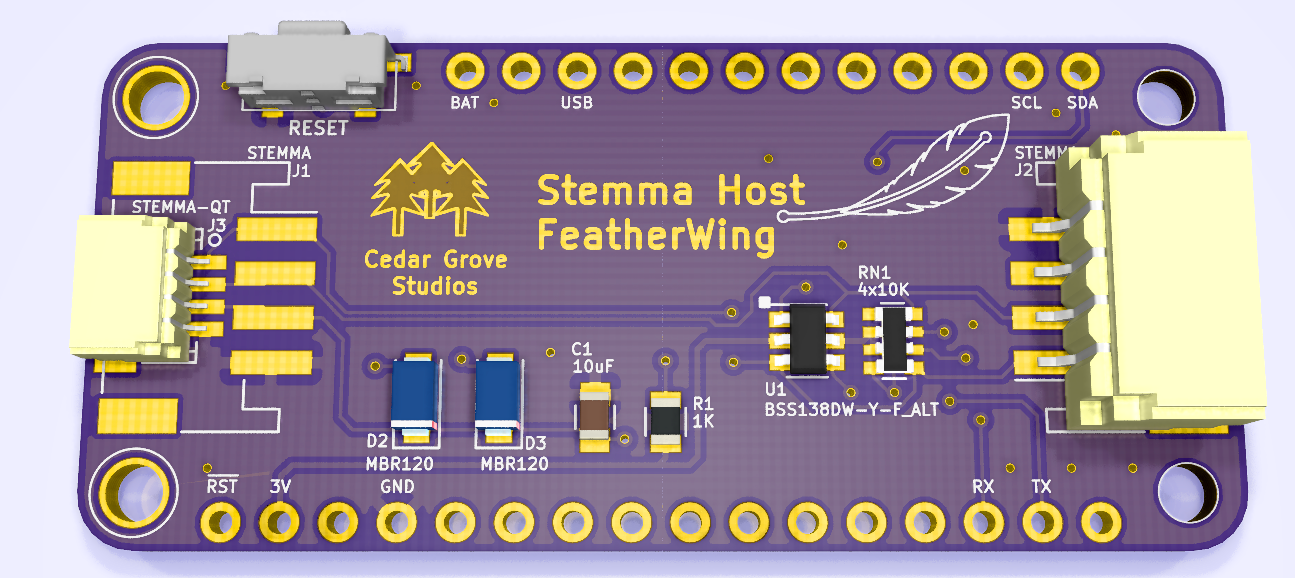 BAT
USB
SCL
SDA
RESET
STEMMA
J1
STEMMA-QT
J3
Cedar Grove
Studios
Stemma Host
FeatherWing
J2
RN1
4x10K
U1
BSS138DW-Y-F_ALT
C1
10uF
R1
1K
D2
MBR120
D3
MBR120
RST
3V
GND
RX
TX